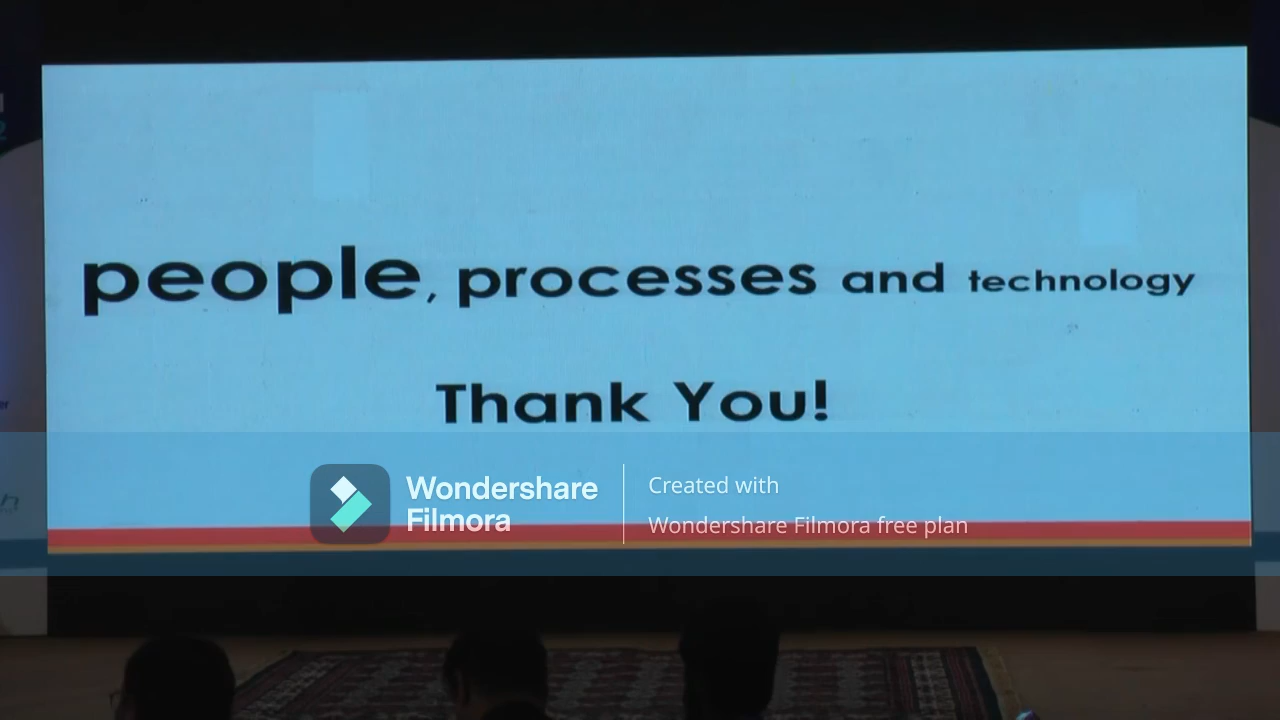 people, processes and technology
Thank You!
Wondershare
Filmora
Created with
Wondershare Filmora free plan